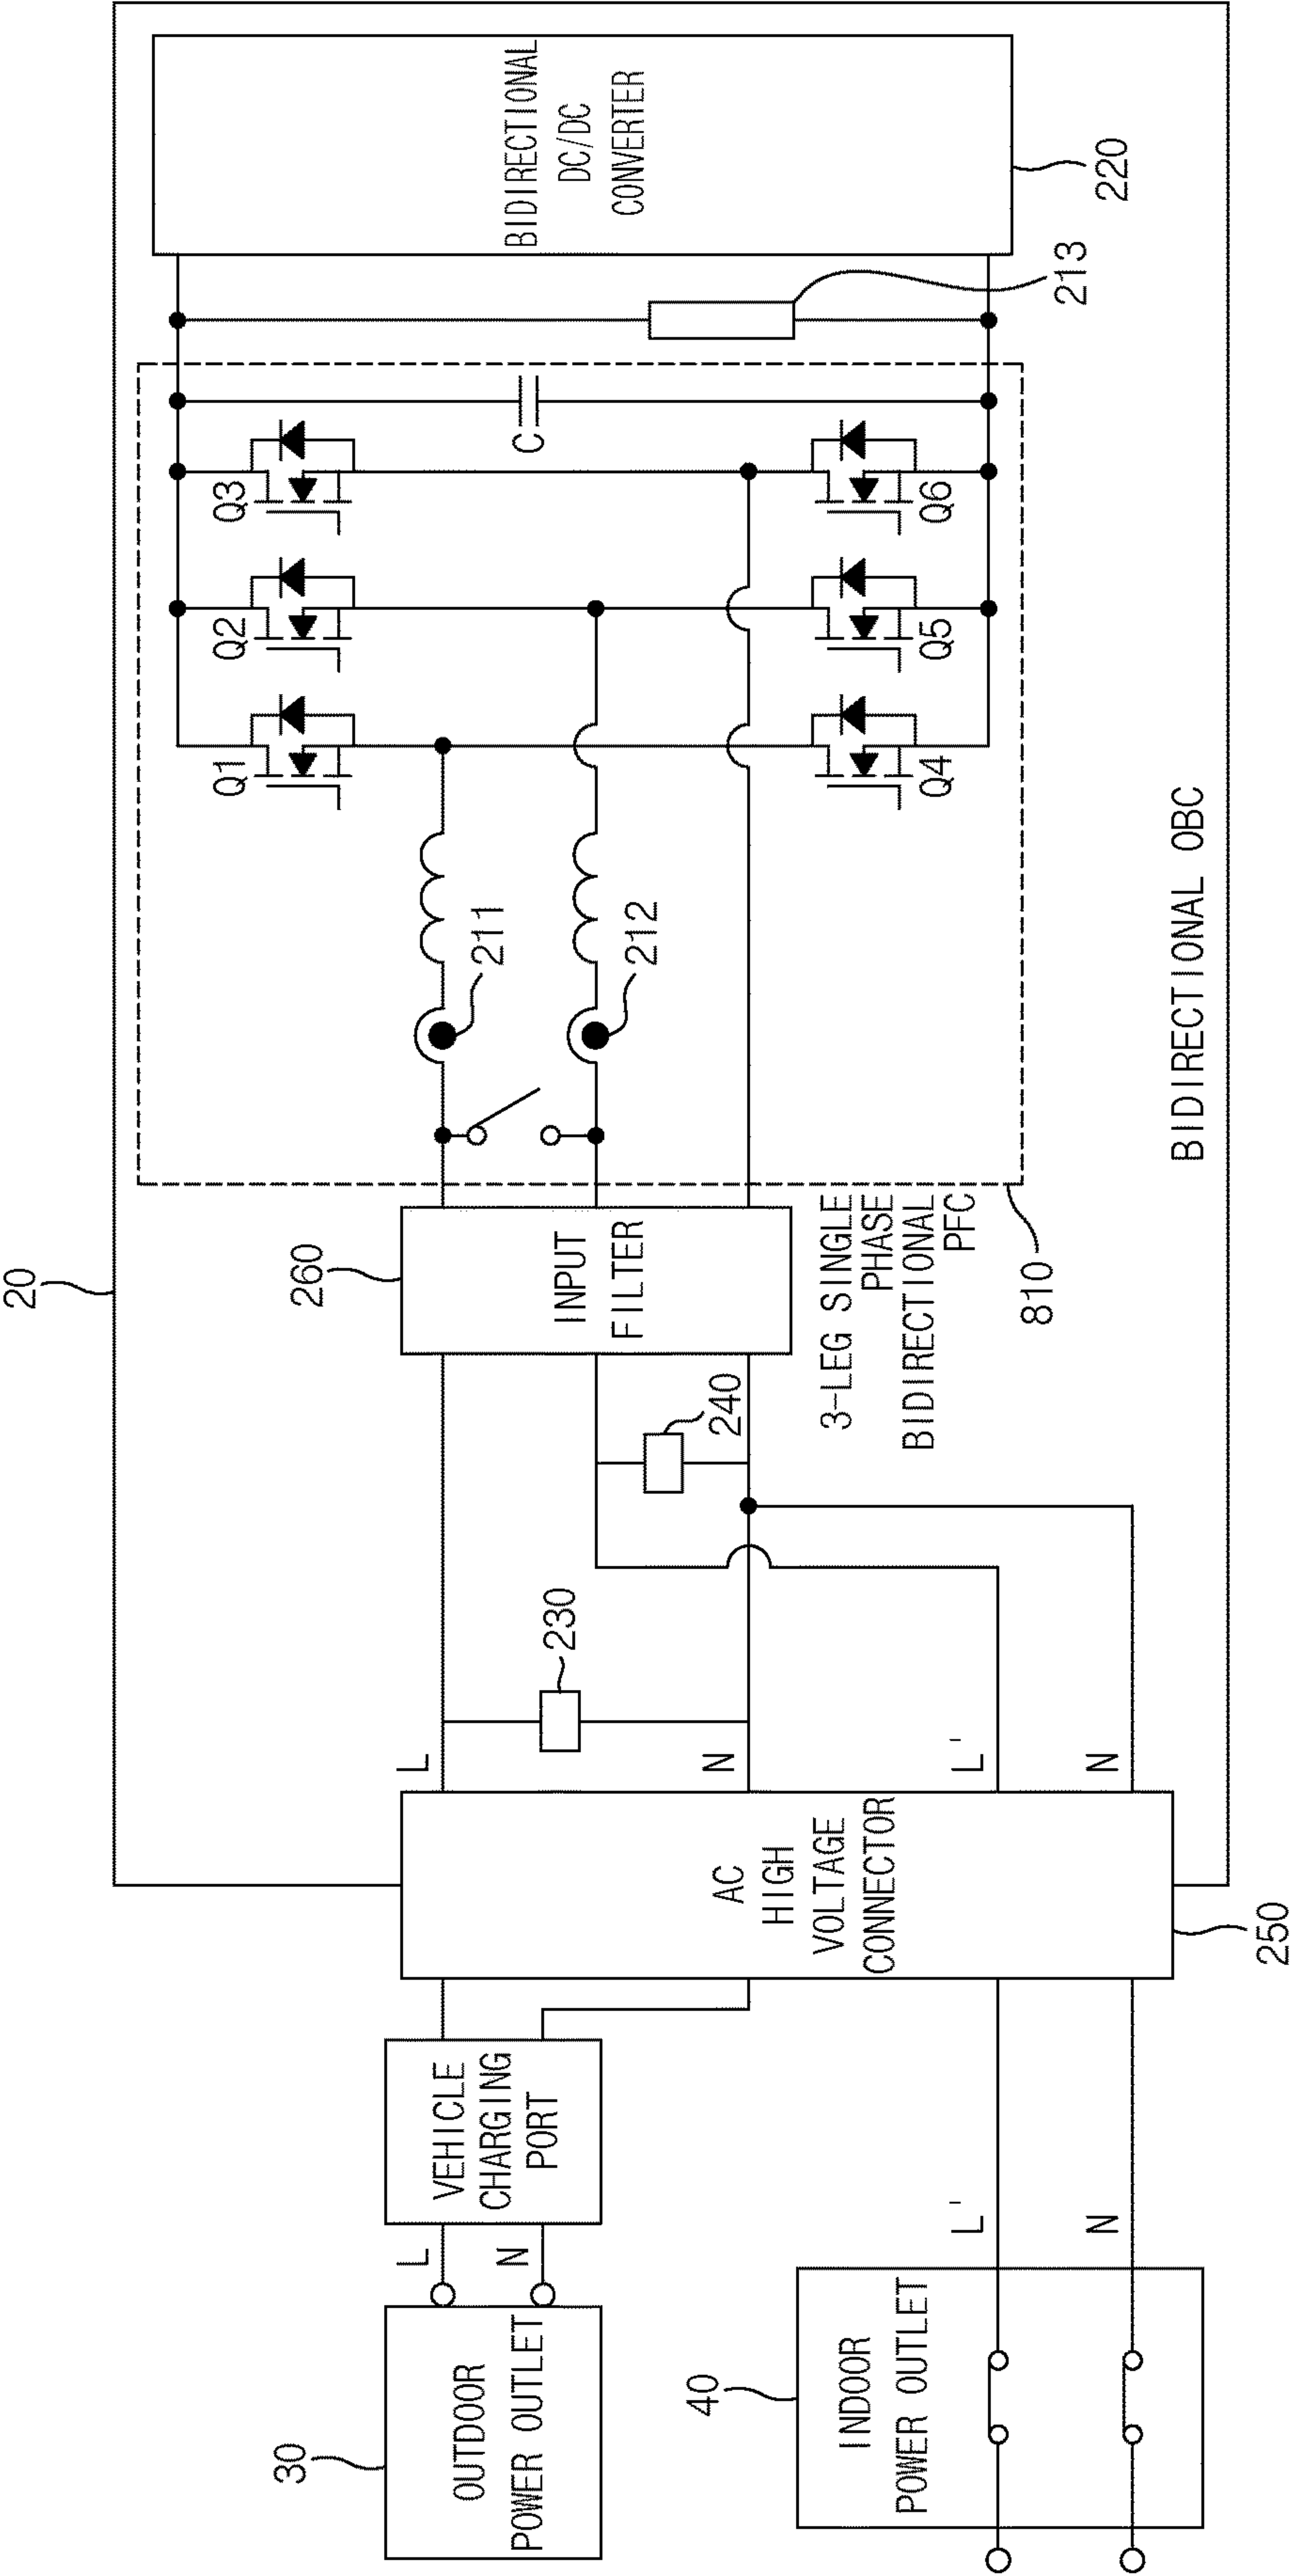 20
BIDIRECTIONAL OBC
30
OUTDOOR
POWER OUTLET
L
N
VEHICLE
CHARGING
PORT
40
INDOOR
POWER OUTLET
L'
N
AC
HIGH
VOLTAGE
CONNECTOR
250
L
N
L'
N
230
240
260
INPUT
FILTER
3-LEG SINGLE
PHASE
BIDIRECTIONAL
PFC
810
211
212
Q1
Q2
Q3
Q4
Q5
Q6
C
213
BIDIRECTIONAL
DC/DC
CONVERTER
220